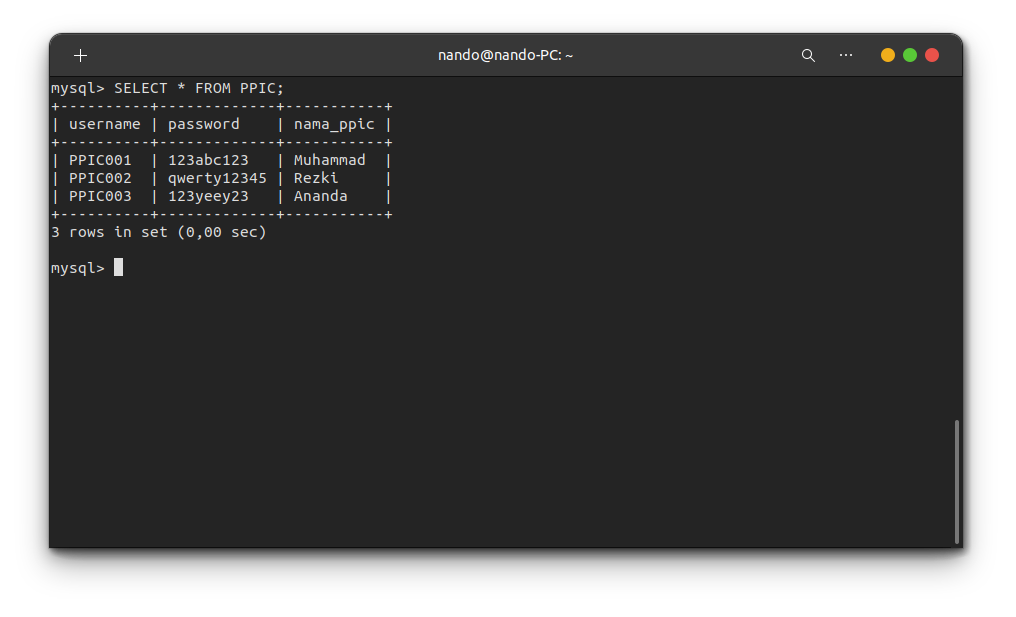 nando@nando-PC: ~
mysql> SELECT * FROM PPIC;
+----------+-------------+-----------+
| username | password    | nama_ppic |
+----------+-------------+-----------+
| PPIC001  | 123abc123   | Muhammad  |
| PPIC002  | qwerty12345 | Rezki     |
| PPIC003  | 123yeey23   | Ananda    |
+----------+-------------+-----------+
3 rows in set (0,00 sec)
mysql>